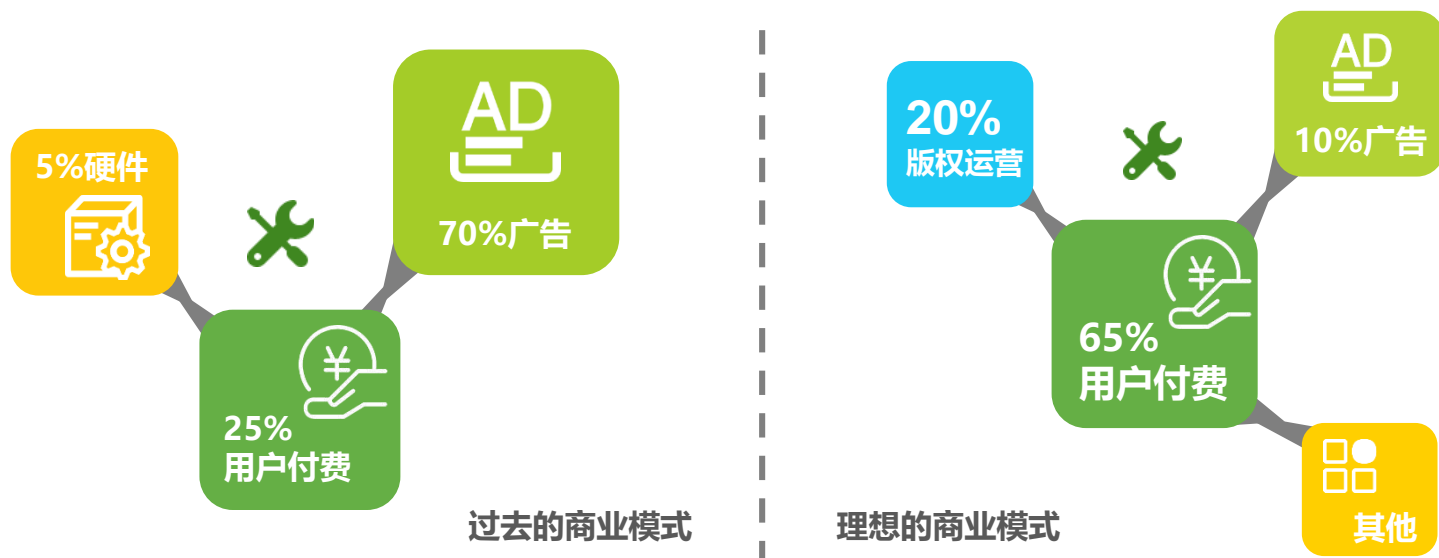 5%硬件
AD
70%广告
¥
25%
用户付费
过去的商业模式
20%
版权运营
AD
10%广告
¥
65%
用户付费
其他
理想的商业模式